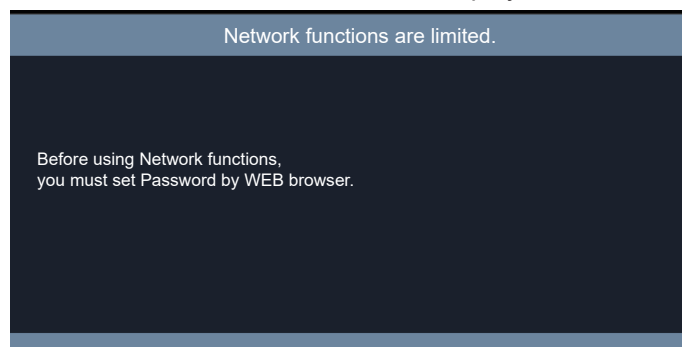 Network functions are limited.
Before using Network functions,
you must set Password by WEB browser.